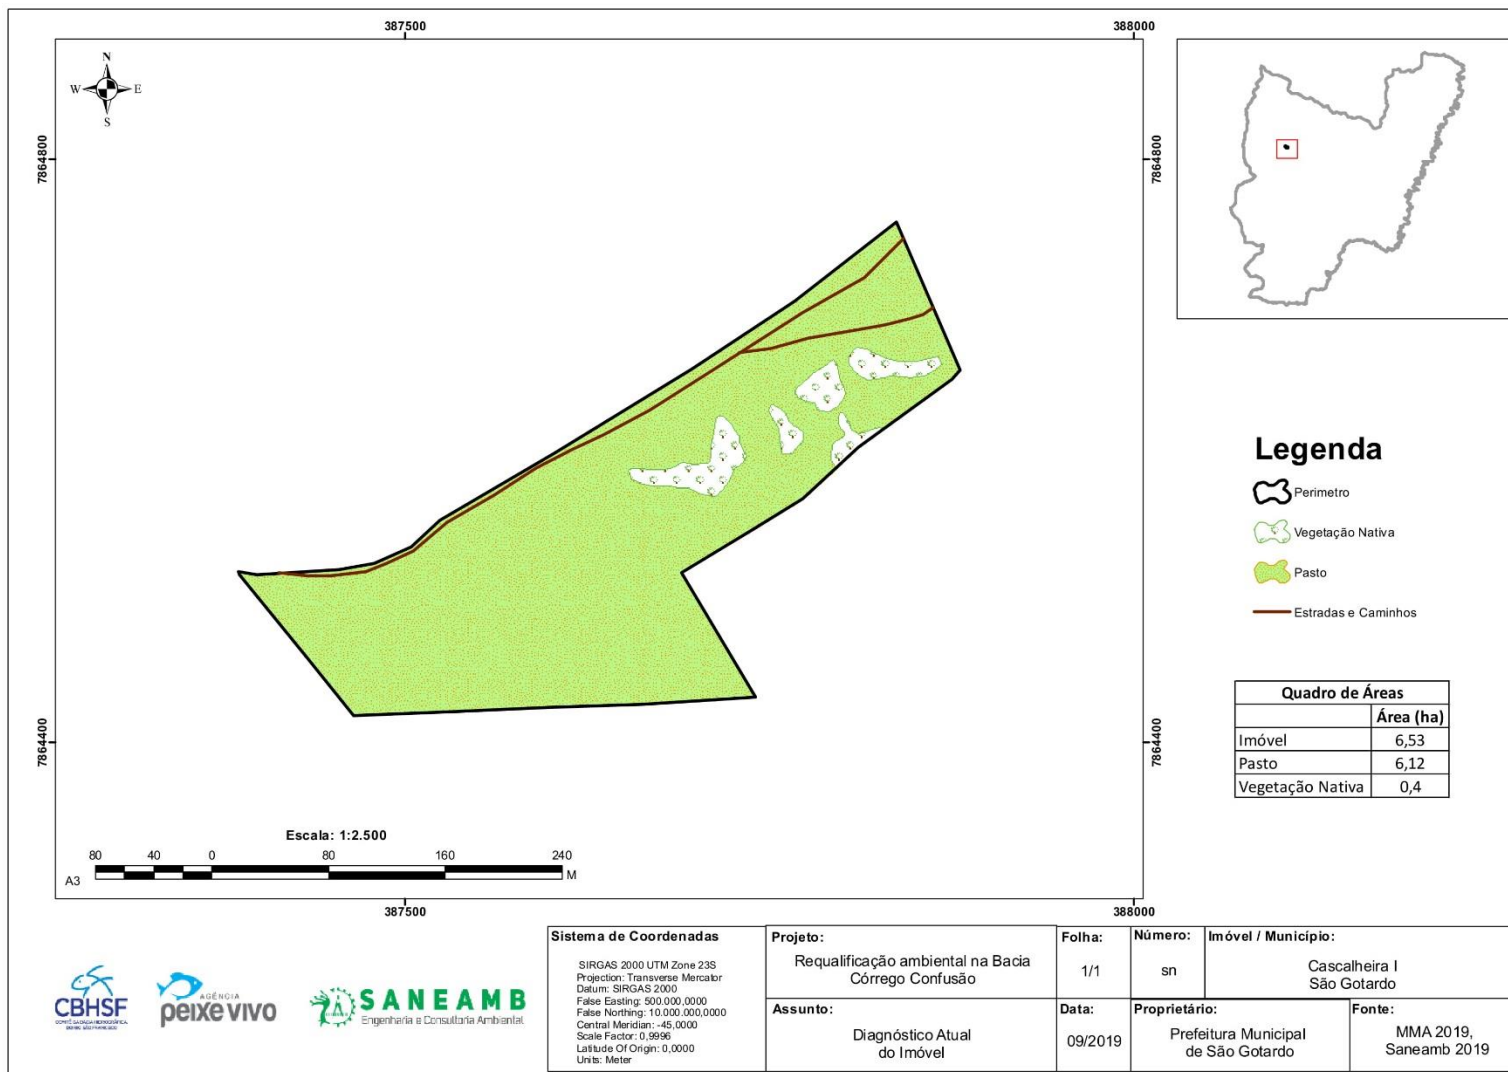 387500
388000
N
W
E
S
7864800
7864800
7864400
7864400
Escala: 1:2.500
80 40 0 80 160 240
A3
M
387500
388000
Legenda
Perimetro
Vegetação Nativa
Pasto
Estradas e Caminhos
Quadro de Áreas
Área (ha)
Imóvel 6,53
Pasto 6,12
Vegetação Nativa 0,4
CBHSF
AGÊNCIA
peixe vivo
SANEAMB
Engenharia e Consultoria Ambiental
Sistema de Coordenadas
SIRGAS 2000 UTM Zone 23S
Projection: Transverse Mercator
Datum: SIRGAS 2000
False Easting: 500.000,0000
False Northing: 10.000.000,0000
Central Meridian: -45,0000
Scale Factor: 0,9996
Latitude Of Origin: 0,0000
Units: Meter
Projeto:
Requalificação ambiental na Bacia
Córrego Confusão
Assunto:
Diagnóstico Atual
do Imóvel
Folha:
1/1
Número:
sn
Imóvel / Município:
Cascalheira I
São Gotardo
Data:
09/2019
Proprietário:
Prefeitura Municipal
de São Gotardo
Fonte:
MMA 2019,
Saneamb 2019